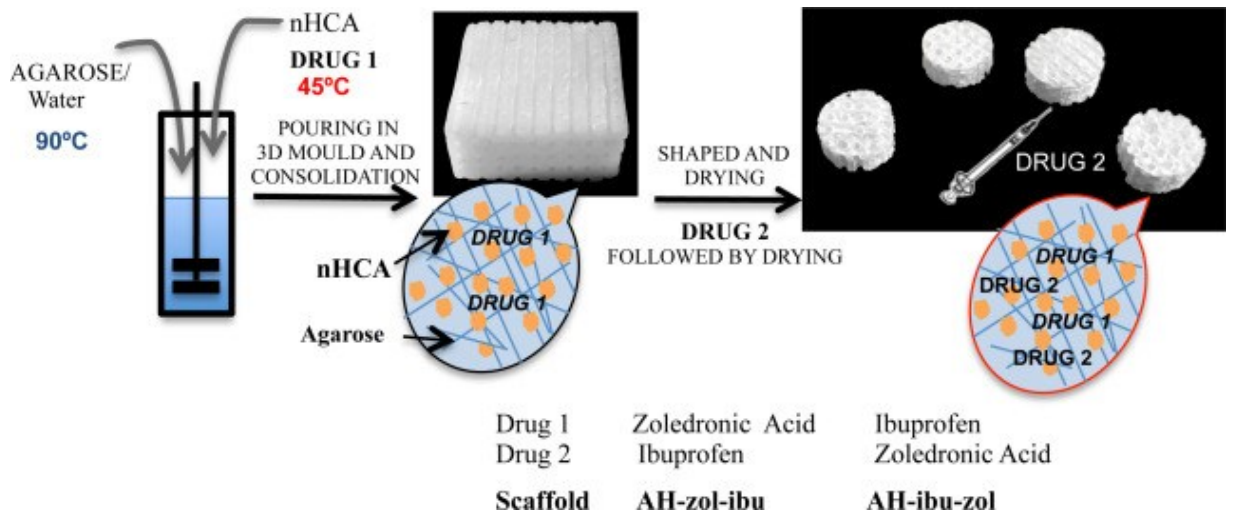 nHCA
DRUG 1
45ºC
AGAROSE/
Water
90ºC
POURING IN
3D MOULD AND
CONSOLIDATION
SHAPED AND
DRYING
DRUG 2
FOLLOWED BY DRYING
DRUG 2
nHCA
Agarose
DRUG 1
DRUG 1
DRUG 1
DRUG 2
DRUG 1
DRUG 2
Drug 1 Zoledronic Acid Ibuprofen
Drug 2 Ibuprofen Zoledronic Acid
Scaffold AH-zol-ibu AH-ibu-zol